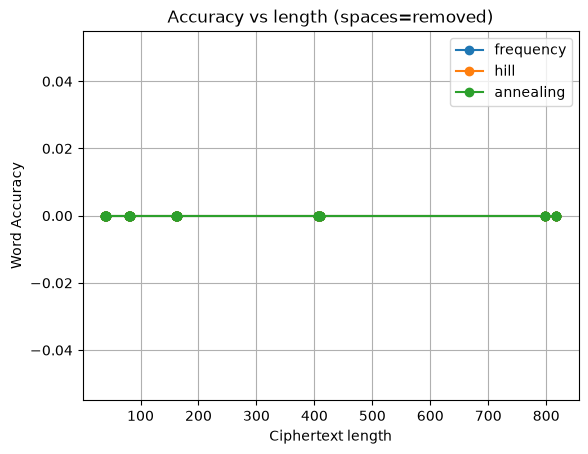 Accuracy vs length (spaces=removed)
frequency
hill
annealing
0.04
0.02
0.00
−0.02
−0.04
Word Accuracy
100 200 300 400 500 600 700 800
Ciphertext length